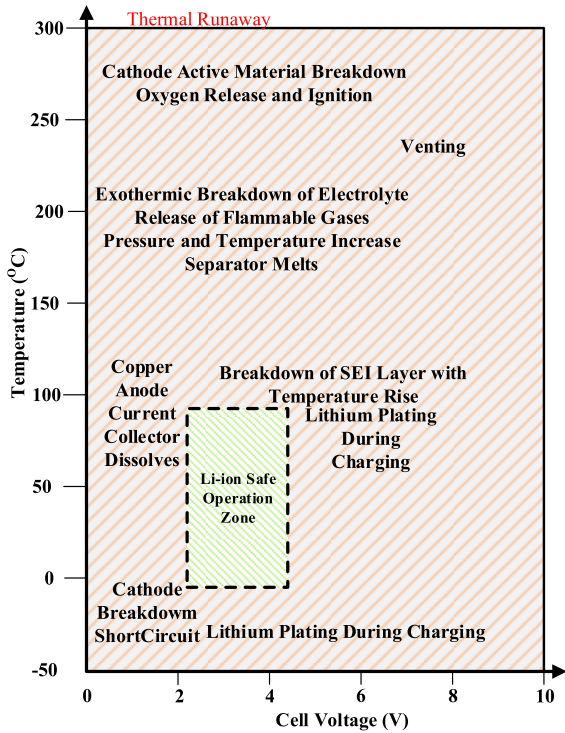 Thermal Runaway
300
Cathode Active Material Breakdown
Oxygen Release and Ignition
250
Venting
Exothermic Breakdown of Electrolyte
200
Release of Flammable Gases
Pressure and Temperature Increase
Separator Melts
150
Temperature (°C)
Copper
Anode
Current
Collector
Dissolves
Breakdown of SEI Layer with
Temperature Rise
100
Lithium Plating
During
Charging
50
Li-ion Safe
Operation
Zone
0
Cathode
Breakdowm
ShortCircuit
Lithium Plating During Charging
-50
0
2
4
6
8
10
Cell Voltage (V)